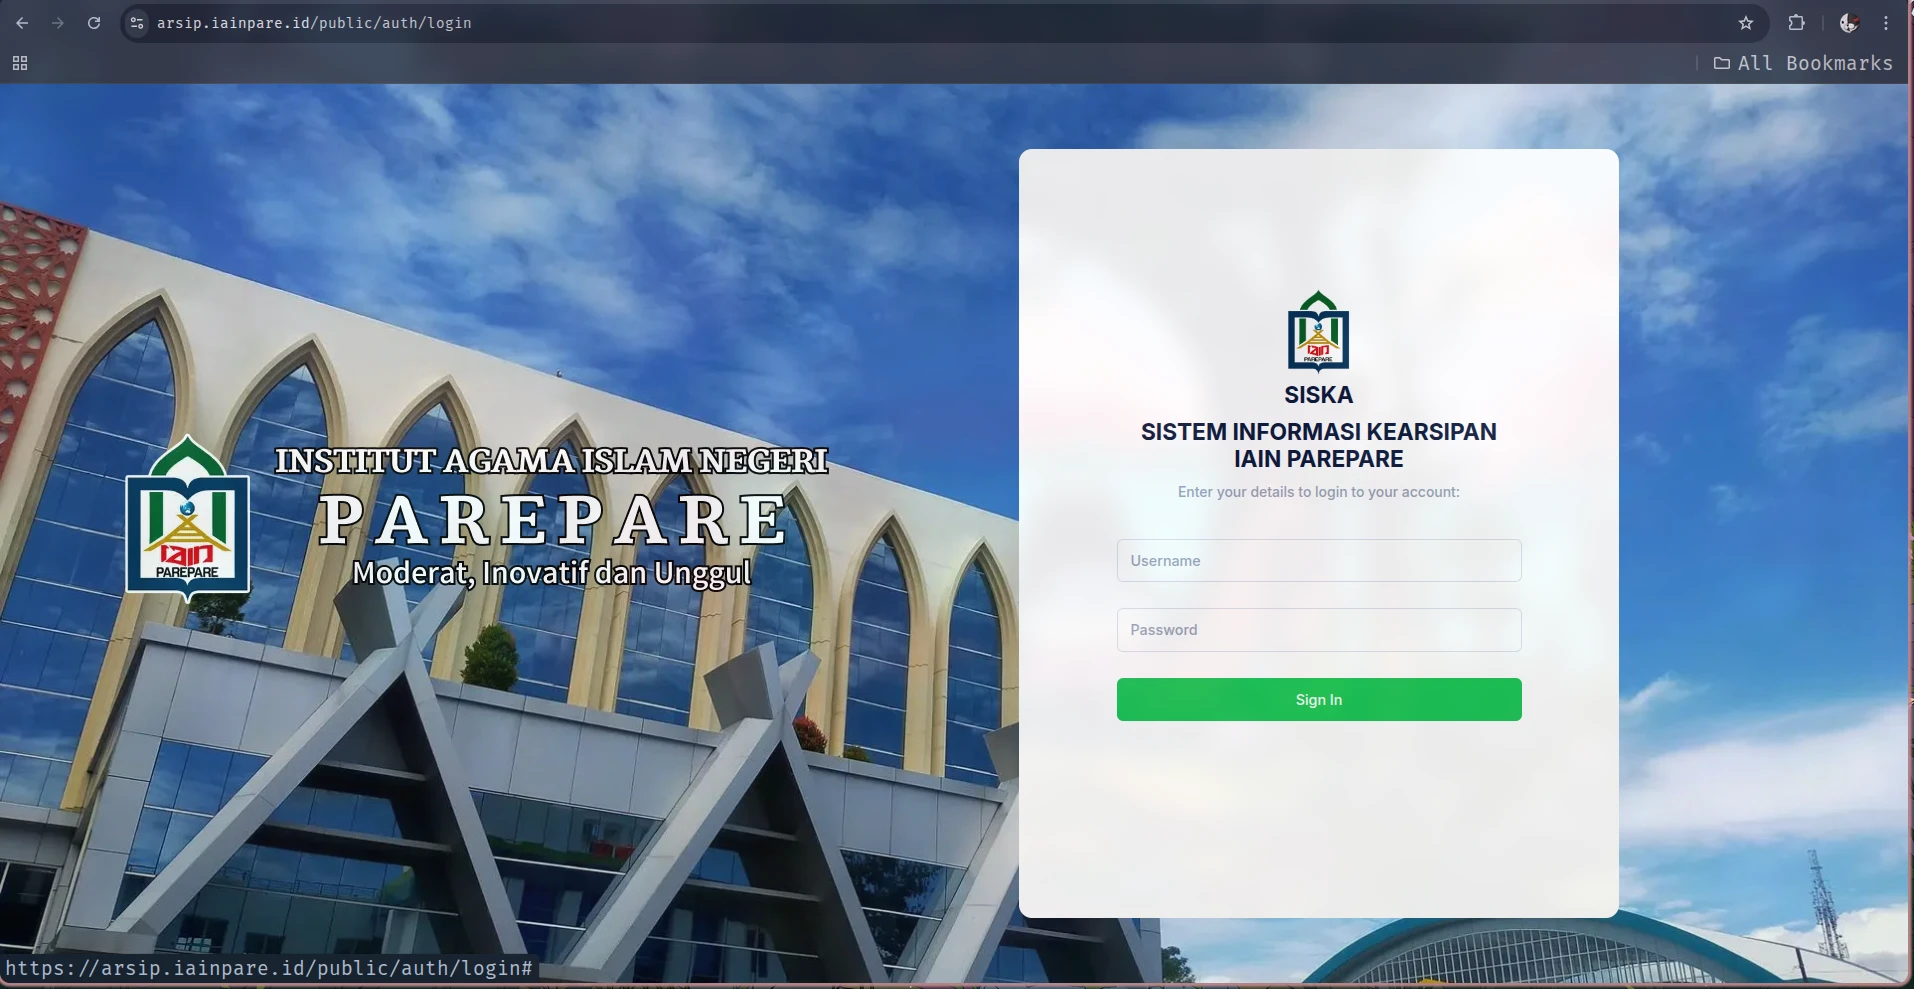 arsip.iainpare.id/public/auth/login
All Bookmarks
INSTITUT AGAMA ISLAM NEGERI
PAREPARE
Moderat, Inovatif dan Unggul
iain
PAREPARE
iain
PAREPARE
SISKA
SISTEM INFORMASI KEARSIPAN
IAIN PAREPARE
Enter your details to login to your account:
Username
Password
Sign In
https://arsip.iainpare.id/public/auth/login#